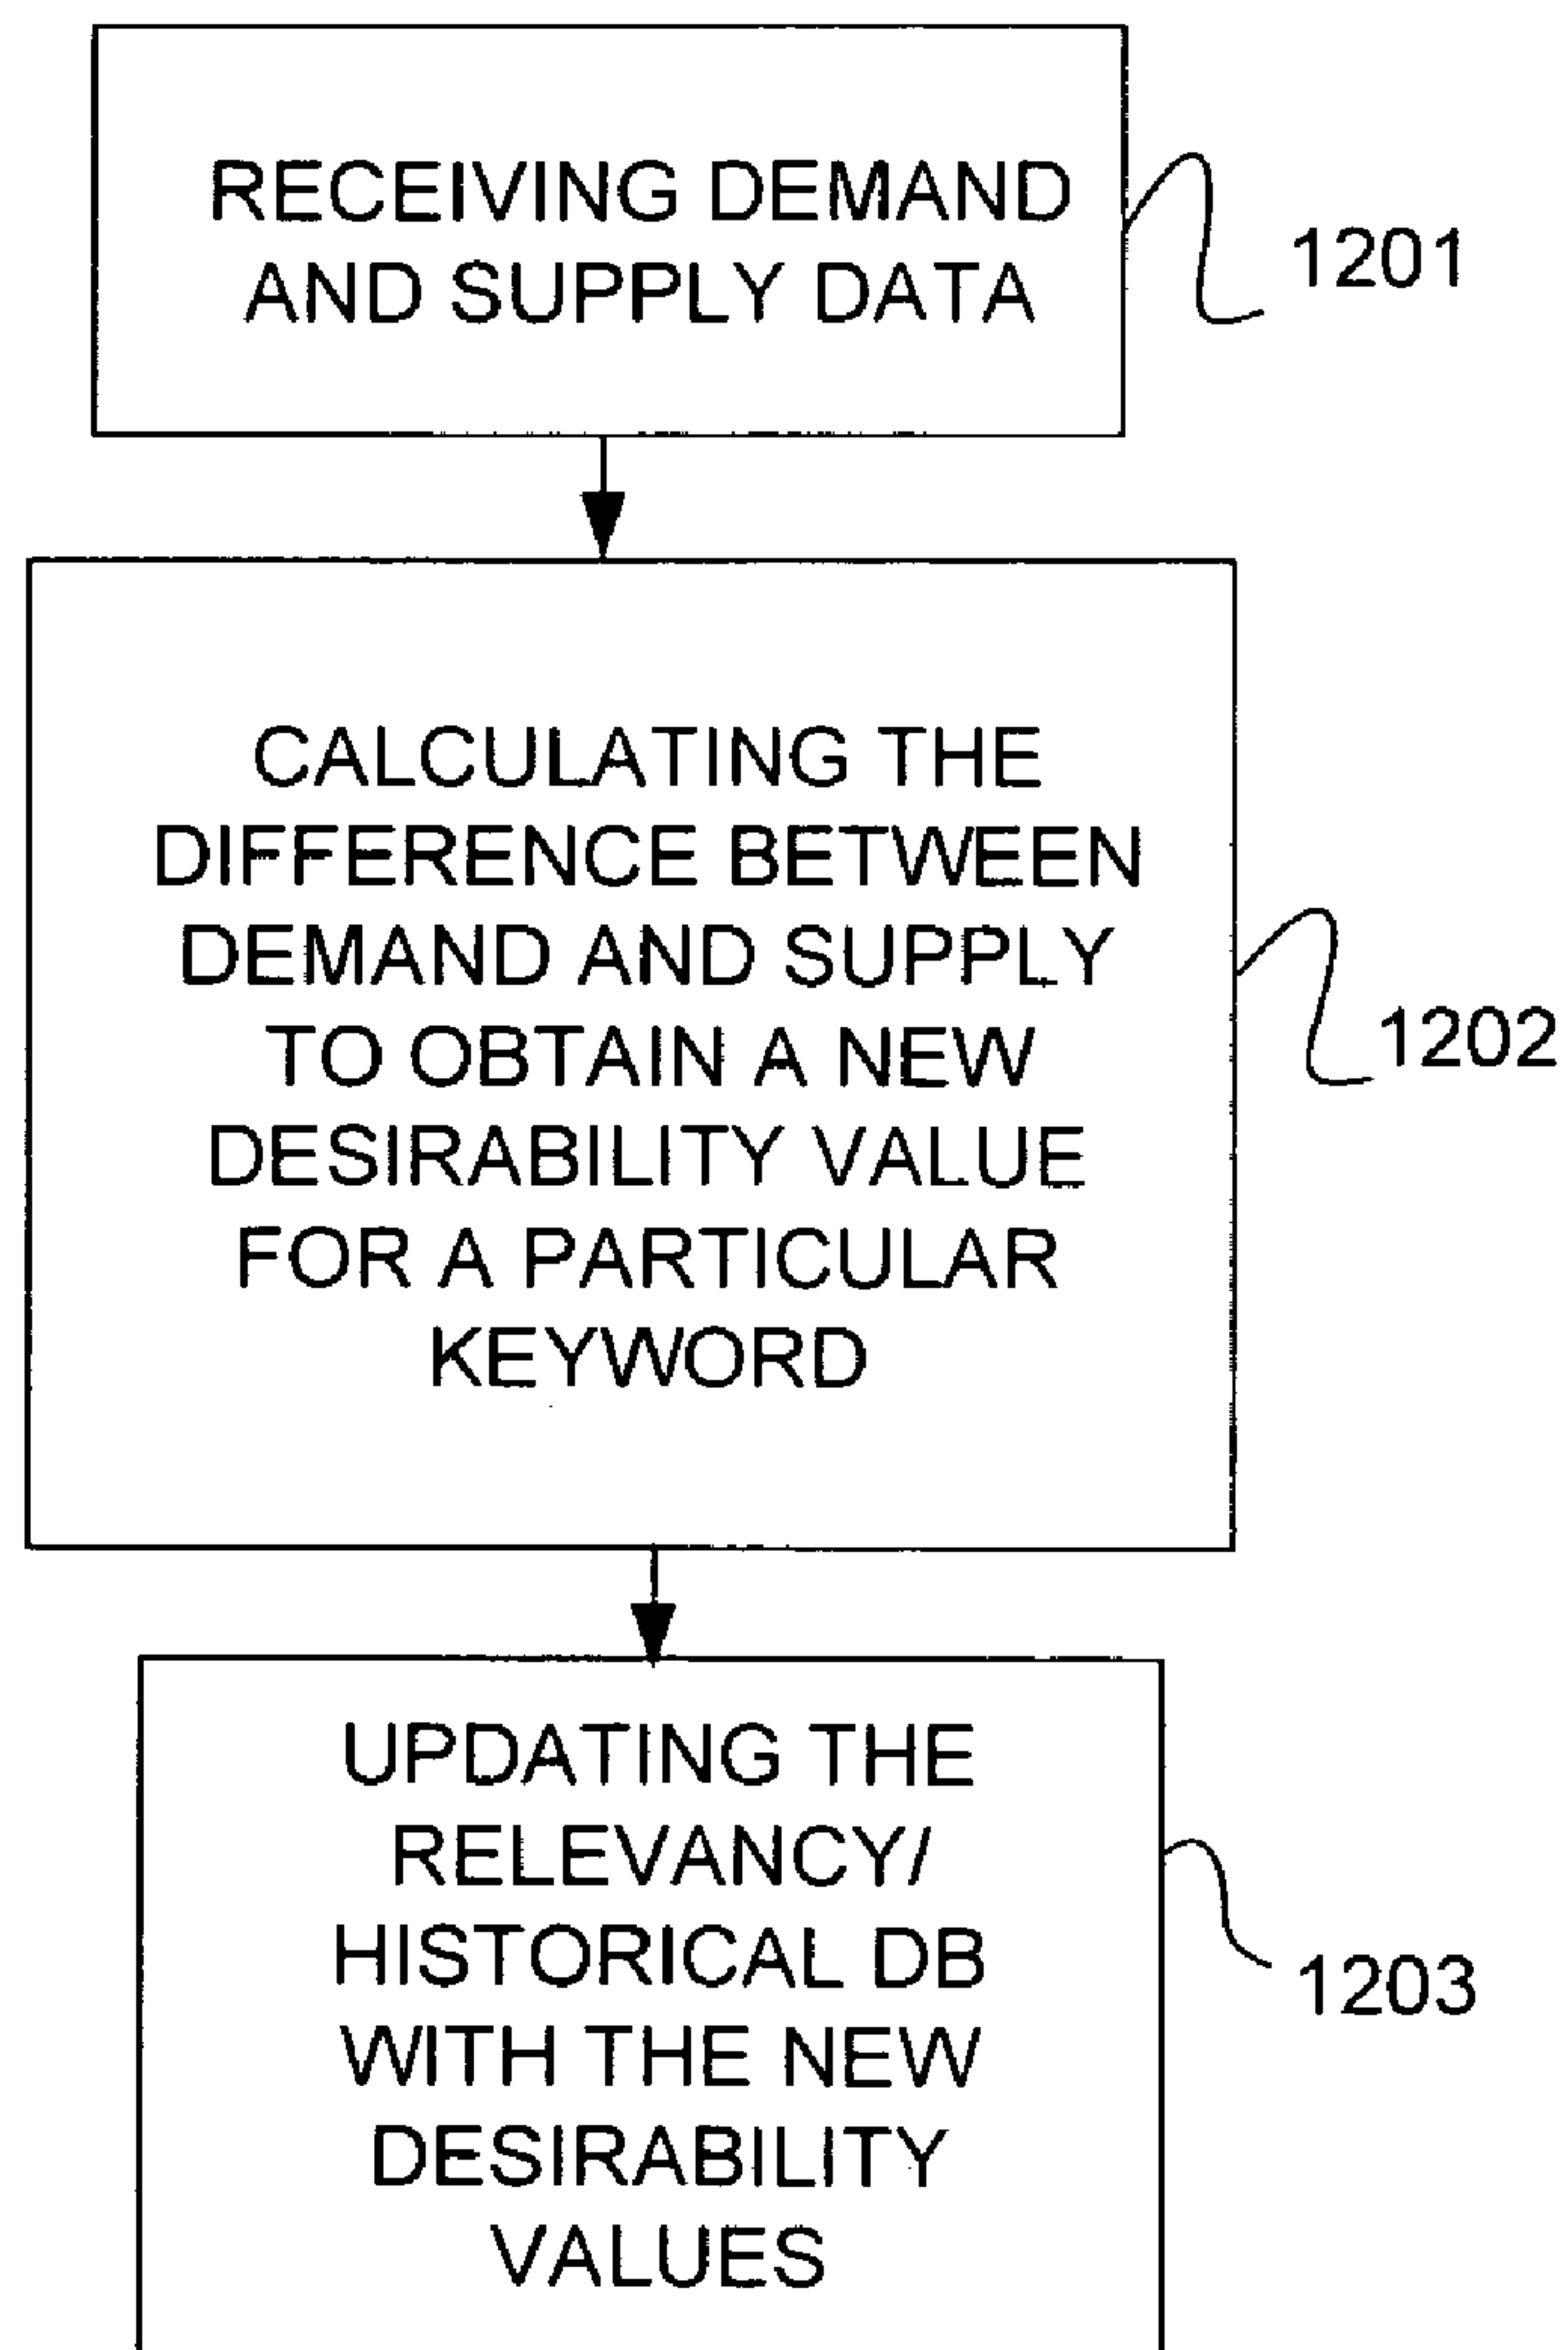 RECEIVING DEMAND
AND SUPPLY DATA
1201
CALCULATING THE
DIFFERENCE BETWEEN
DEMAND AND SUPPLY
TO OBTAIN A NEW
DESIRABILITY VALUE
FOR A PARTICULAR
KEYWORD
1202
UPDATING THE
RELEVANCY/
HISTORICAL DB
WITH THE NEW
DESIRABILITY
VALUES
1203